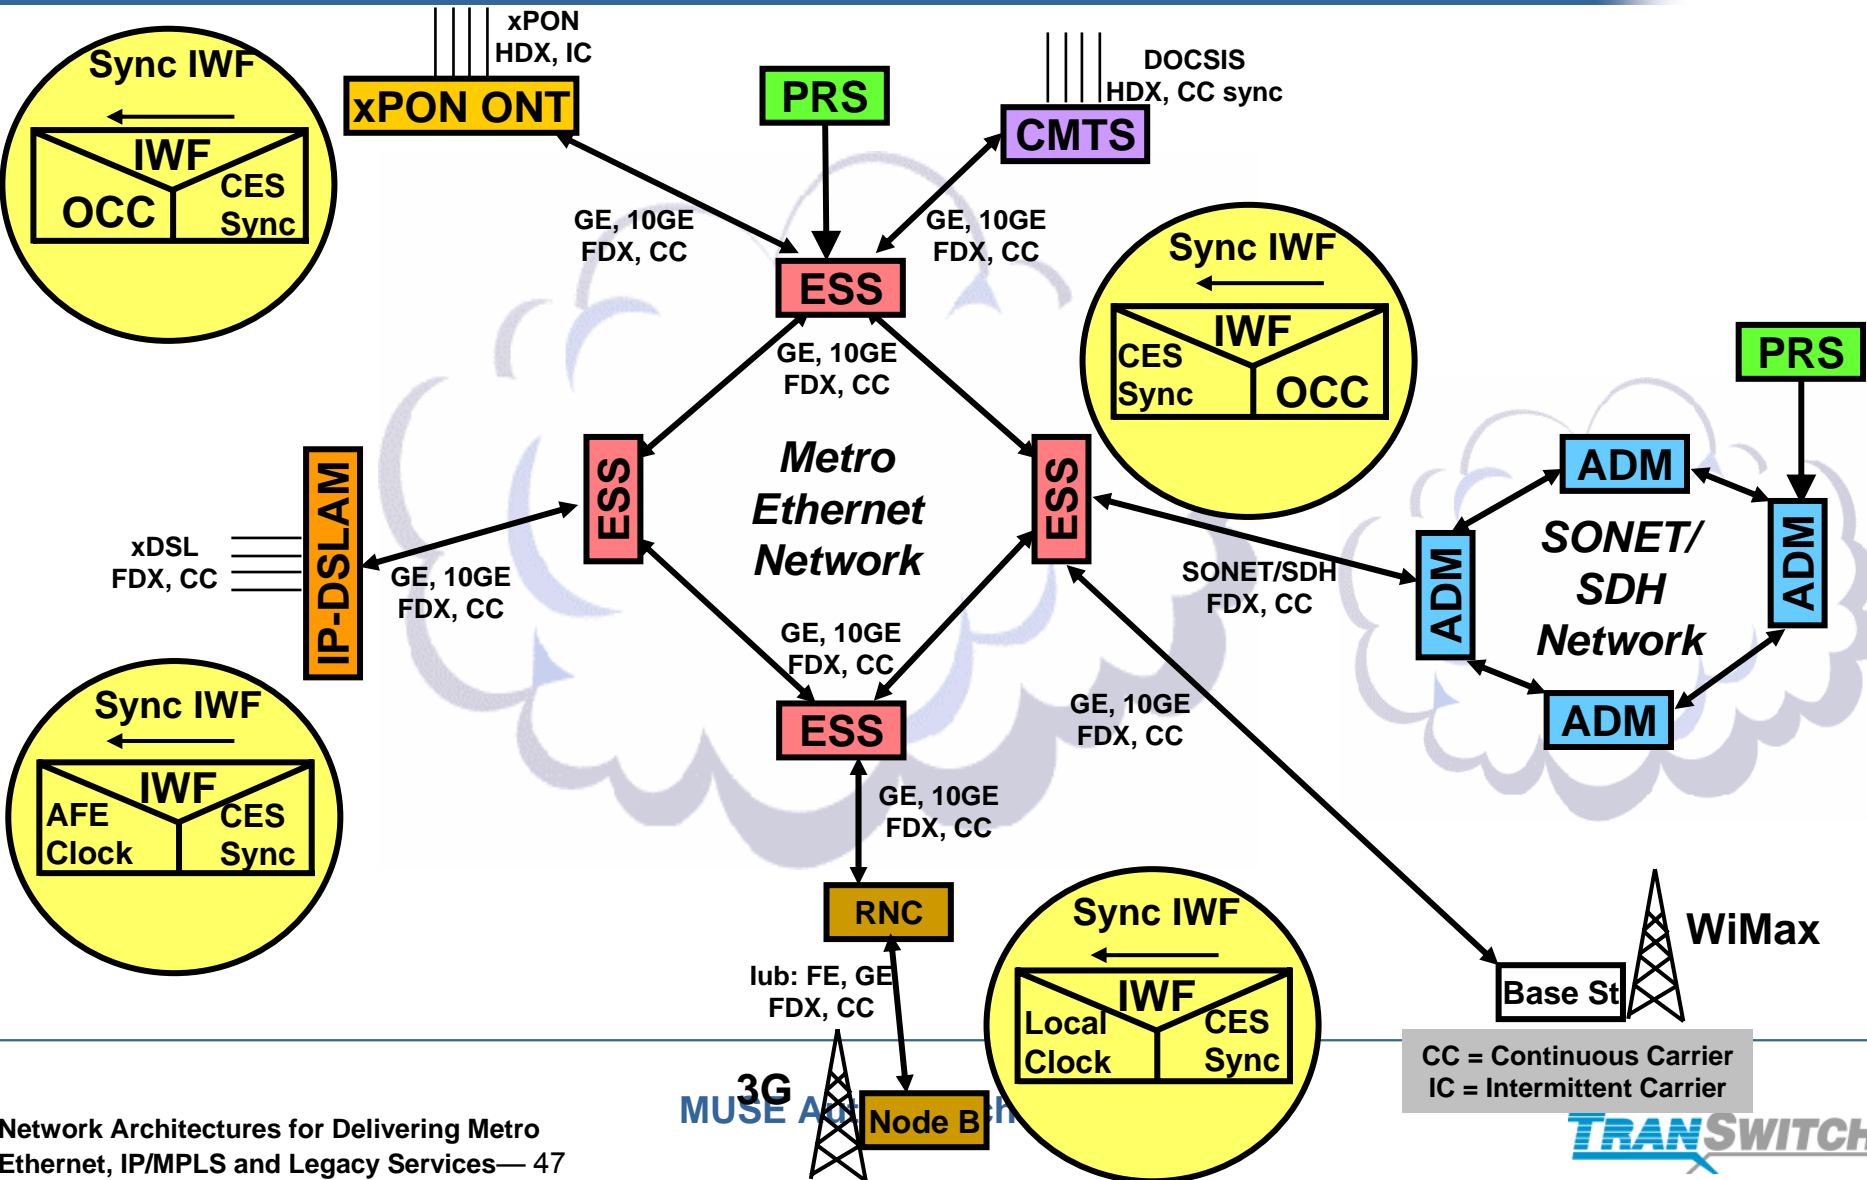 xPON
HDX, IC
Sync IWF
IWF
OCC
CES
Sync
xPON ONT
PRS
DOCSIS
HDX, CC sync
CMTS
GE, 10GE
FDX, CC
GE, 10GE
FDX, CC
ESS
Sync IWF
IWF
CES
Sync
OCC
GE, 10GE
FDX, CC
PRS
ESS
Metro
Ethernet
Network
ESS
IP-DSLAM
xDSL
FDX, CC
GE, 10GE
FDX, CC
SONET/SDH
FDX, CC
ADM
ADM
ADM
ADM
SONET/
SDH
Network
GE, 10GE
FDX, CC
ESS
GE, 10GE
FDX, CC
Sync IWF
IWF
AFE
Clock
CES
Sync
GE, 10GE
FDX, CC
RNC
Iub: FE, GE
FDX, CC
Sync IWF
IWF
Local
Clock
CES
Sync
WiMax
Base St
CC = Continuous Carrier
IC = Intermittent Carrier
3G
Node B
MUSE
Network Architectures for Delivering Metro
Ethernet, IP/MPLS and Legacy Services— 47
TRANSWITCH